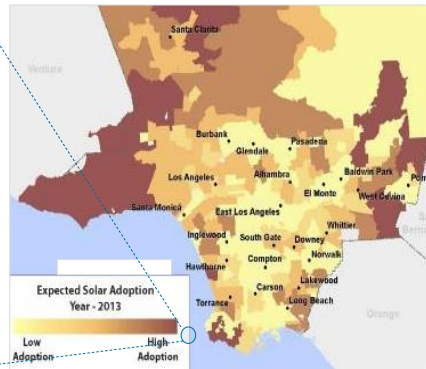 Santa Clarita
Ventura
Burbank
Glendale
Pasadena
Los Angeles
Alhambra
El Monte
Baldwin Park
West Covina
Santa Monica
East Los Angeles
Whittier
Inglewood
South Gate
Downey
Hawthorne
Compton
Norwalk
Carson
Lakewood
Torrance
Long Beach
Orange
Expected Solar Adoption
Year - 2013
Low
Adoption
High
Adoption